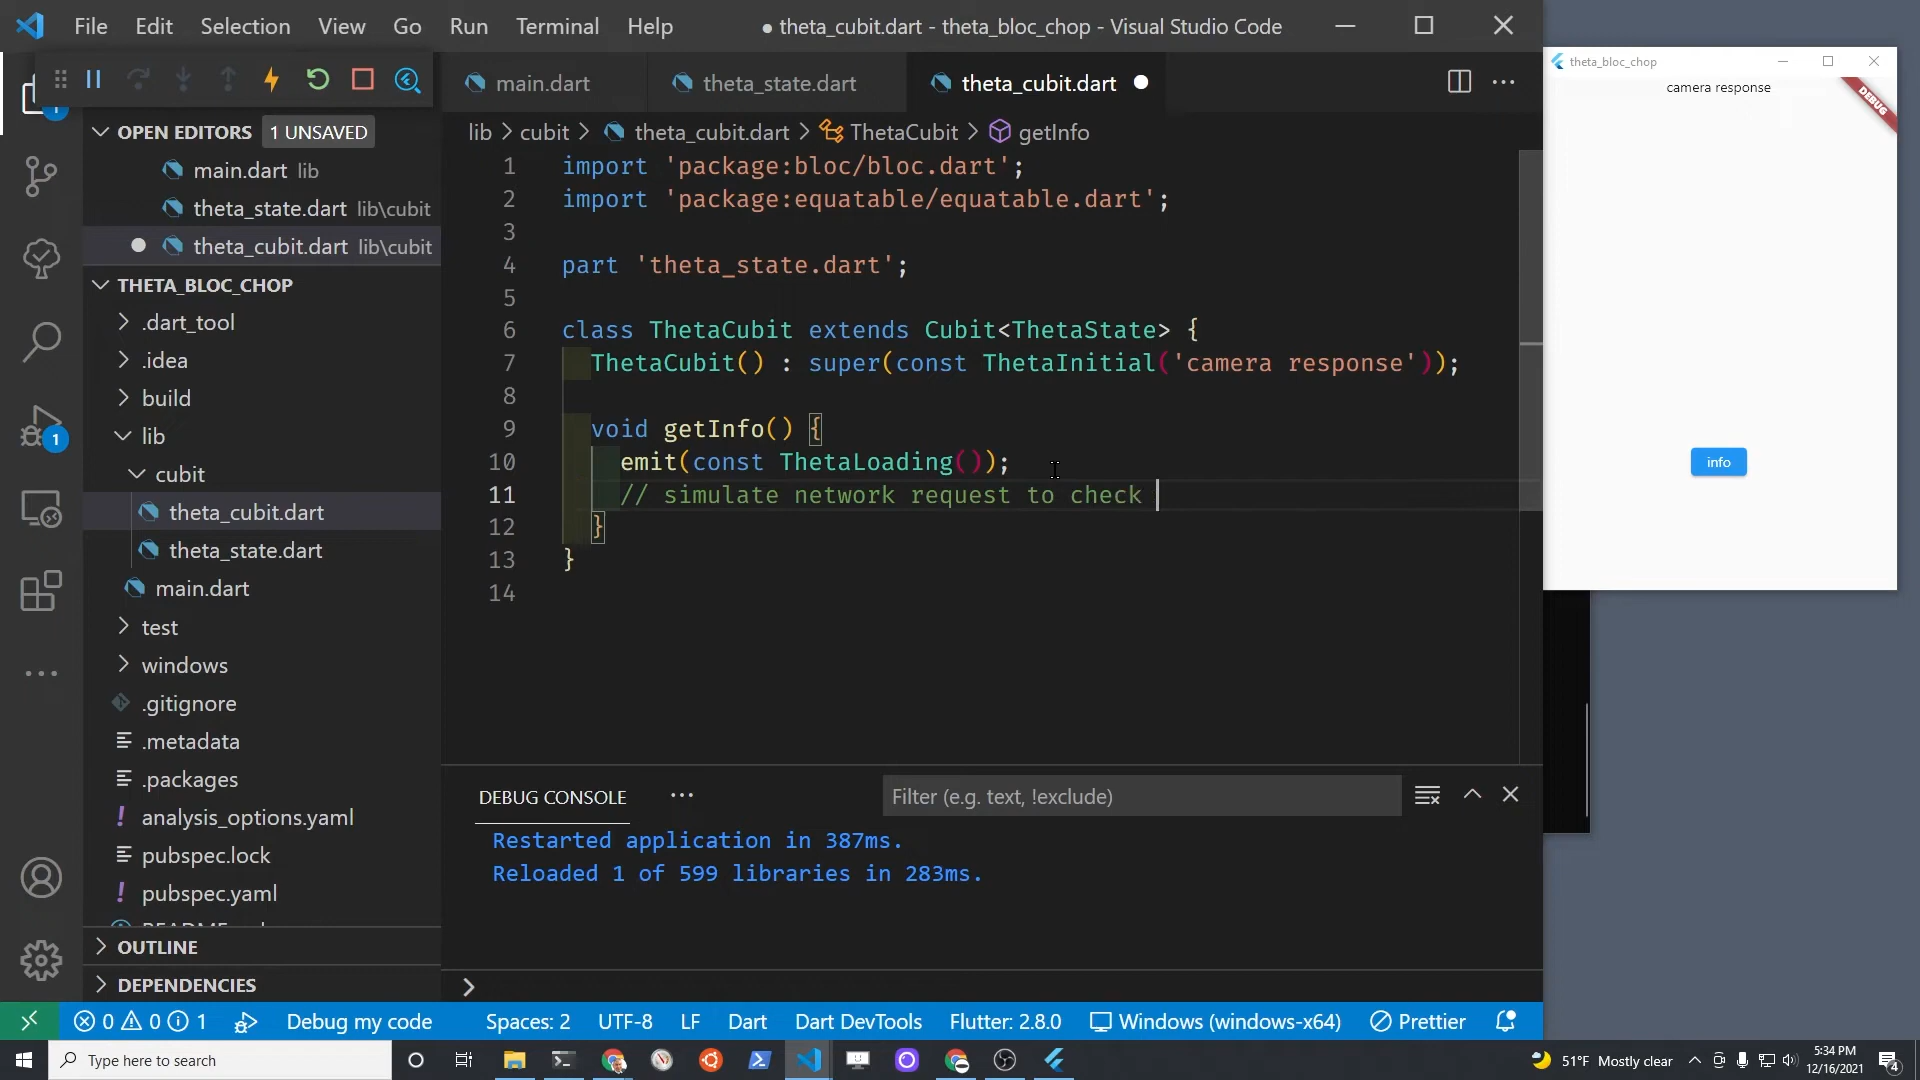 File Edit Selection View Go Run Terminal Help
● theta_cubit.dart - theta_bloc_chop - Visual Studio Code
main.dart
theta_state.dart
theta_cubit.dart
lib > cubit > theta_cubit.dart > ThetaCubit > getInfo
OPEN EDITORS 1 UNSAVED
main.dart lib
theta_state.dart lib\cubit
theta_cubit.dart lib\cubit
THETA_BLOC_CHOP
.dart_tool
.idea
build
lib
cubit
theta_cubit.dart
theta_state.dart
main.dart
test
windows
.gitignore
.metadata
.packages
analysis_options.yaml
pubspec.lock
pubspec.yaml
OUTLINE
DEPENDENCIES
1
1
1 import 'package:bloc/bloc.dart';
2 import 'package:equatable/equatable.dart';
3
4 part 'theta_state.dart';
5
6 class ThetaCubit extends Cubit<ThetaState> {
7 ThetaCubit() : super(const ThetaInitial('camera response'));
8
9 void getInfo() {
10 emit(const ThetaLoading());
11 // simulate network request to check
12 }
13 }
14
DEBUG CONSOLE
Filter (e.g. text, !exclude)
Restarted application in 387ms.
Reloaded 1 of 599 libraries in 283ms.
0 0 1 Debug my code Spaces: 2 UTF-8 LF Dart Dart DevTools Flutter: 2.8.0 Windows (windows-x64) Prettier
theta_bloc_chop
camera response
DEBUG
info
Type here to search
51°F Mostly clear
5:34 PM
12/16/2021
4